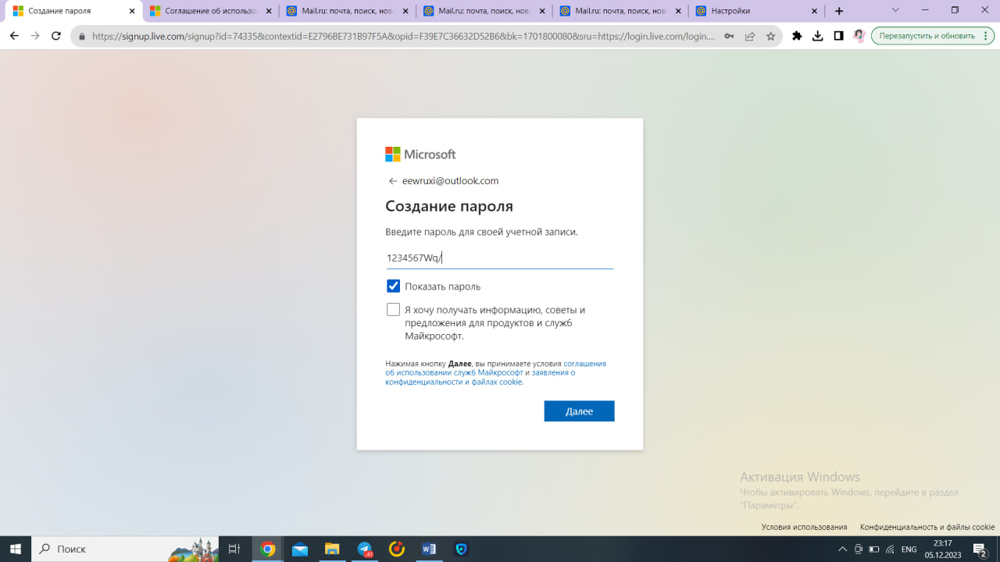 Создание пароля
Соглашение об использо
Mail.ru: почта, поиск, нов
Mail.ru: почта, поиск, нов
Mail.ru: почта, поиск, нов
Настройки
https://signup.live.com/signup?id=74335&contextid=E2796BE731B97F5A&opid=F39E7C36632D52B6&bk=1701800080&sru=https://login.live.com/login....
Перезапустить и обновить
Microsoft
← eewruxi@outlook.com
Создание пароля
Введите пароль для своей учетной записи.
1234567Wq/
Показать пароль
Я хочу получать информацию, советы и
предложения для продуктов и служб
Майкрософт.
Нажимая кнопку Далее, вы принимаете условия соглашения
об использовании служб Майкрософт и заявления о
конфиденциальности и файлах cookie.
Далее
Активация Windows
Чтобы активировать Windows, перейдите в раздел
"Параметры".
Условия использования
Конфиденциальность и файлы cookie
Поиск
41
W
ENG
23:17
05.12.2023
2